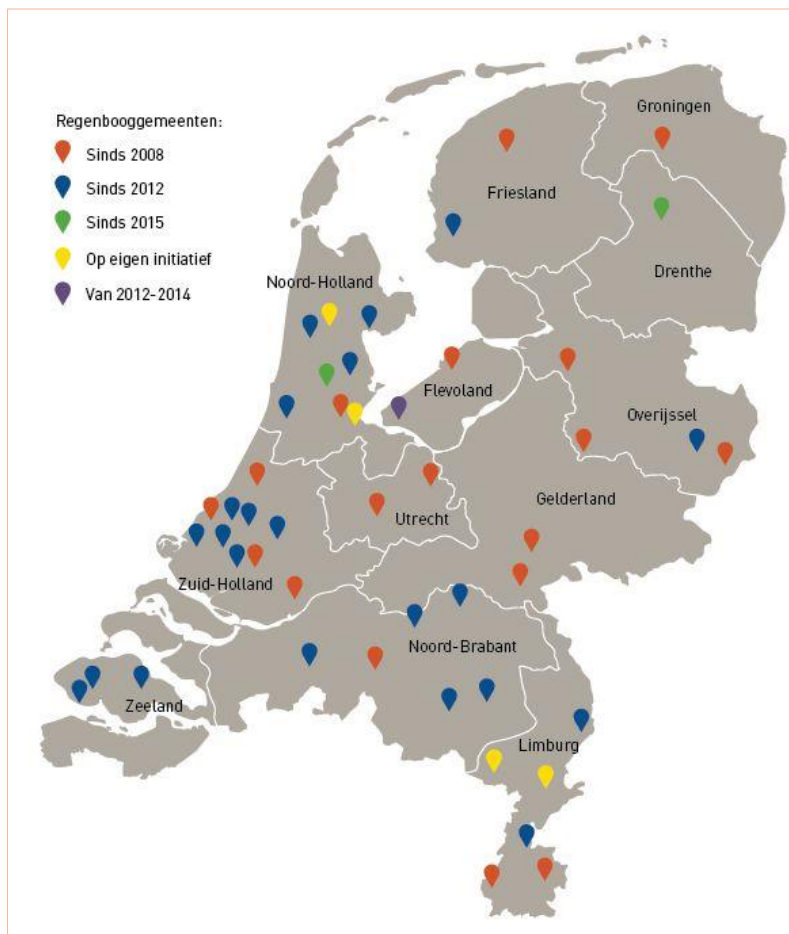 Regenbooggemeenten:
Sinds 2008
Sinds 2012
Sinds 2015
Op eigen initiatief
Van 2012-2014
Groningen
Friesland
Drenthe
Noord-Holland
Flevoland
Overijssel
Gelderland
Utrecht
Zuid-Holland
Noord-Brabant
Zeeland
Limburg